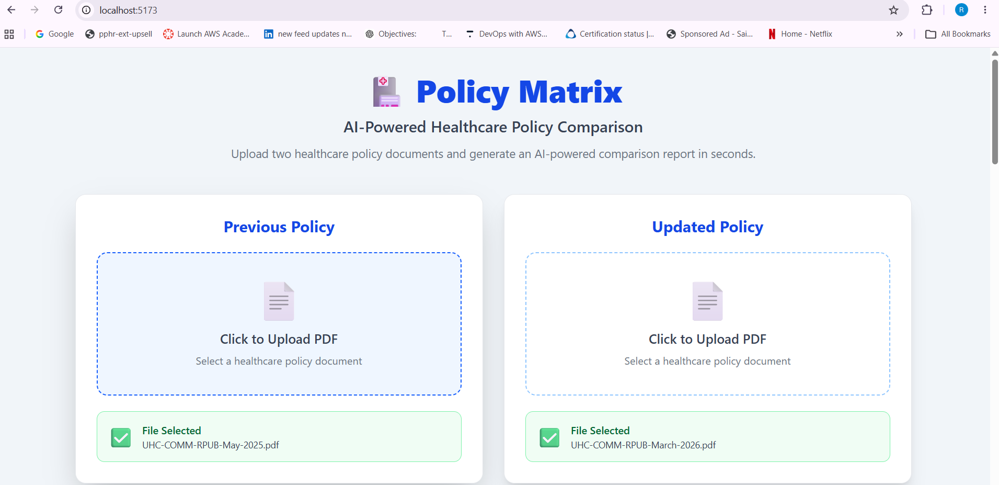 localhost:5173
R
Google
pphr-ext-upsell
Launch AWS Acade...
in
new feed updates n...
Objectives:
T...
DevOps with AWS...
Certification status |...
Sponsored Ad - Sai...
N
Home - Netflix
»
All Bookmarks
Policy Matrix
AI-Powered Healthcare Policy Comparison
Upload two healthcare policy documents and generate an AI-powered comparison report in seconds.
Previous Policy
Click to Upload PDF
Select a healthcare policy document
File Selected
UHC-COMM-RPUB-May-2025.pdf
Updated Policy
Click to Upload PDF
Select a healthcare policy document
File Selected
UHC-COMM-RPUB-March-2026.pdf